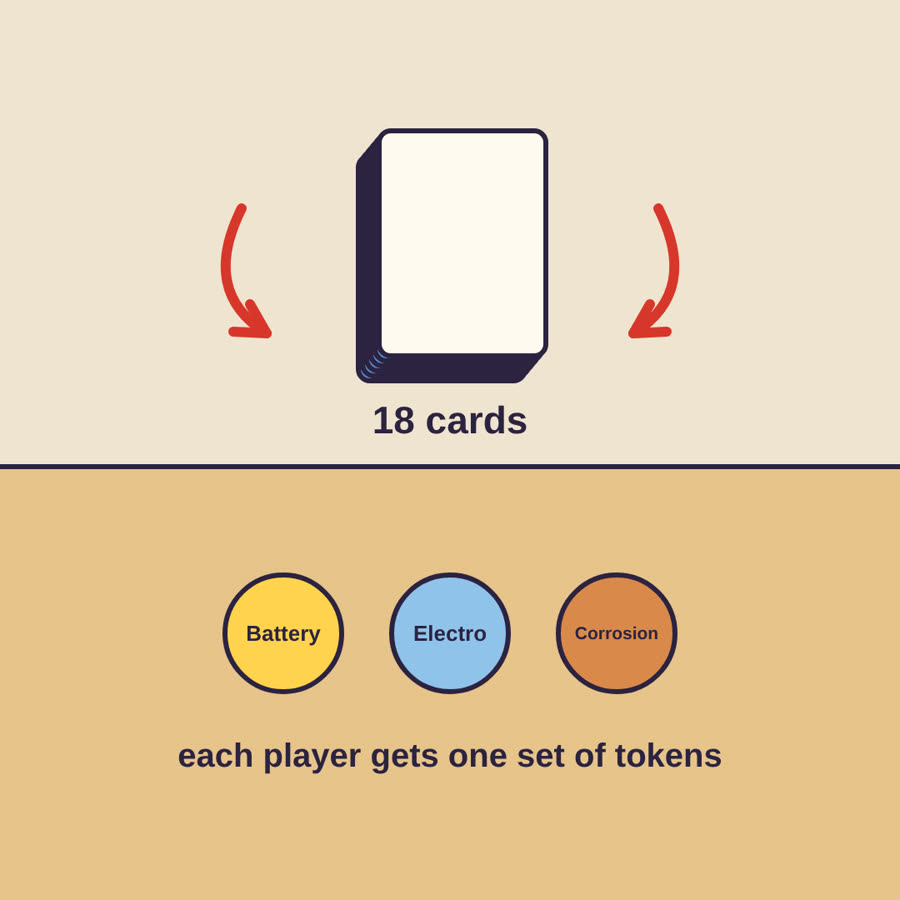 18 cards
Battery
Electro
Corrosion
each player gets one set of tokens